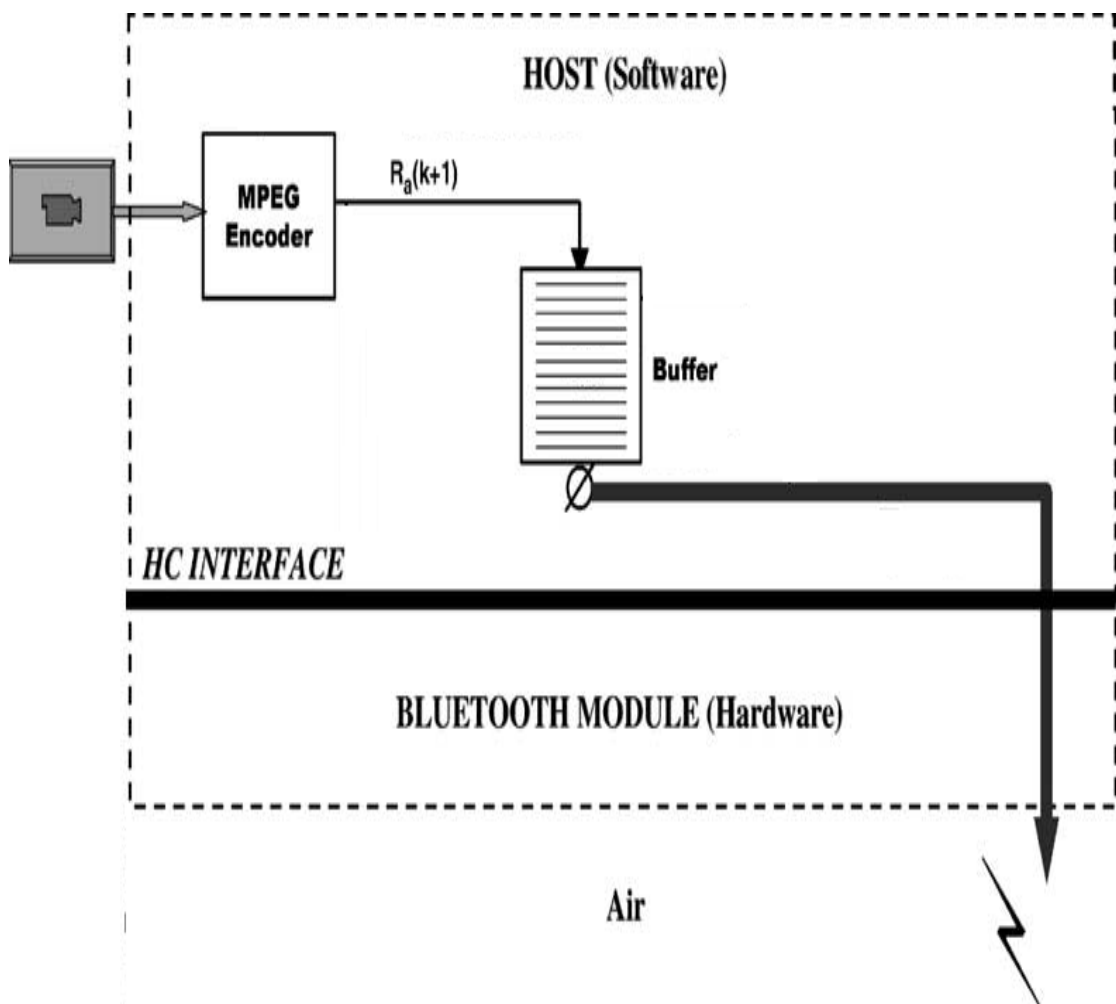 HOST (Software)
MPEG
Encoder
Rₐ(k+1)
Buffer
HC INTERFACE
BLUETOOTH MODULE (Hardware)
Air